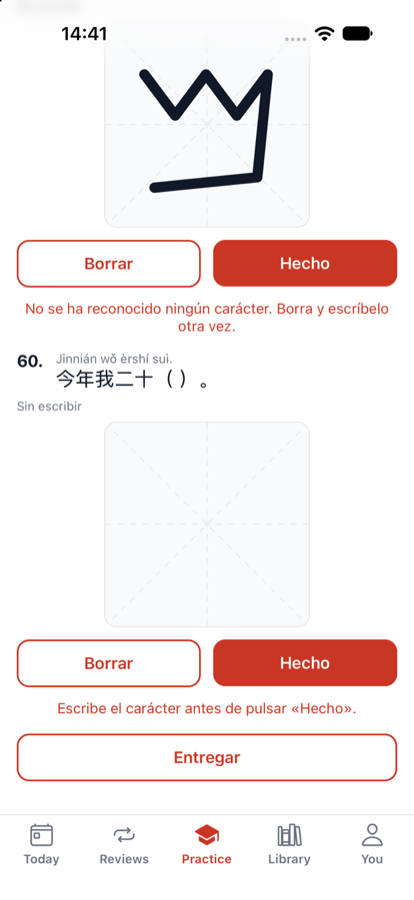 14:41
Borrar
Hecho
No se ha reconocido ningún carácter. Borra y escríbelo
otra vez.
60.
Jīnnián wǒ èrshí suì.
今年我二十（ ）。
Sin escribir
Borrar
Hecho
Escribe el carácter antes de pulsar «Hecho».
Entregar
Today
Reviews
Practice
Library
You